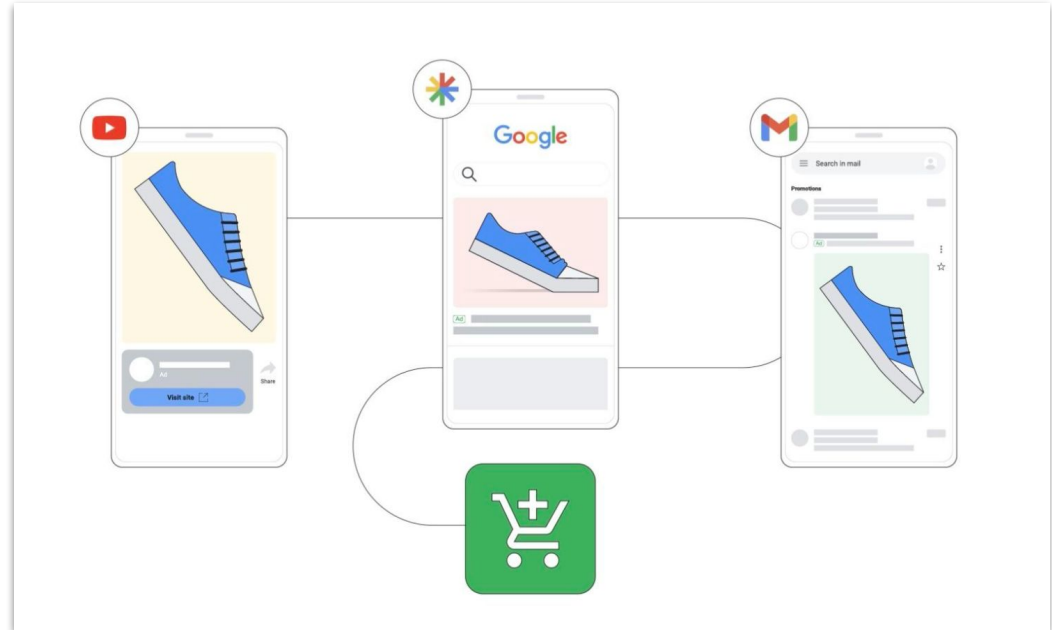 Ad
Share
Visit site
Google
Ad
Search in mail
Promotions
Ad